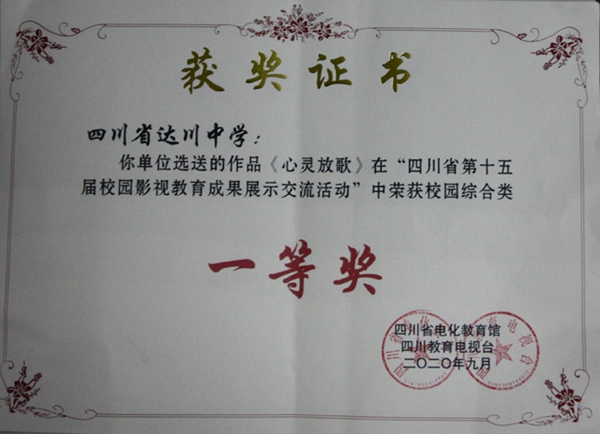 获奖证书
四川省达川中学：
你单位选送的作品《心灵放歌》在“四川省第十五
届校园影视教育成果展示交流活动”中荣获校园综合类
一等奖
四川省电化教育馆
四川教育电视台
二〇二〇年九月